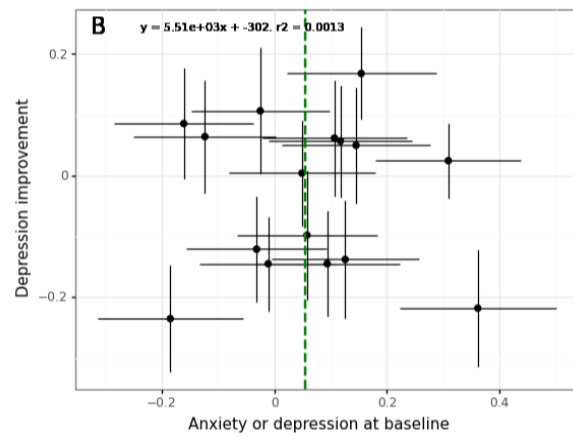 B
y = 5.51e+03x + -302. r2 = 0.0013
Depression improvement
0.2
0
−0.2
−0.2
0
0.2
0.4
Anxiety or depression at baseline